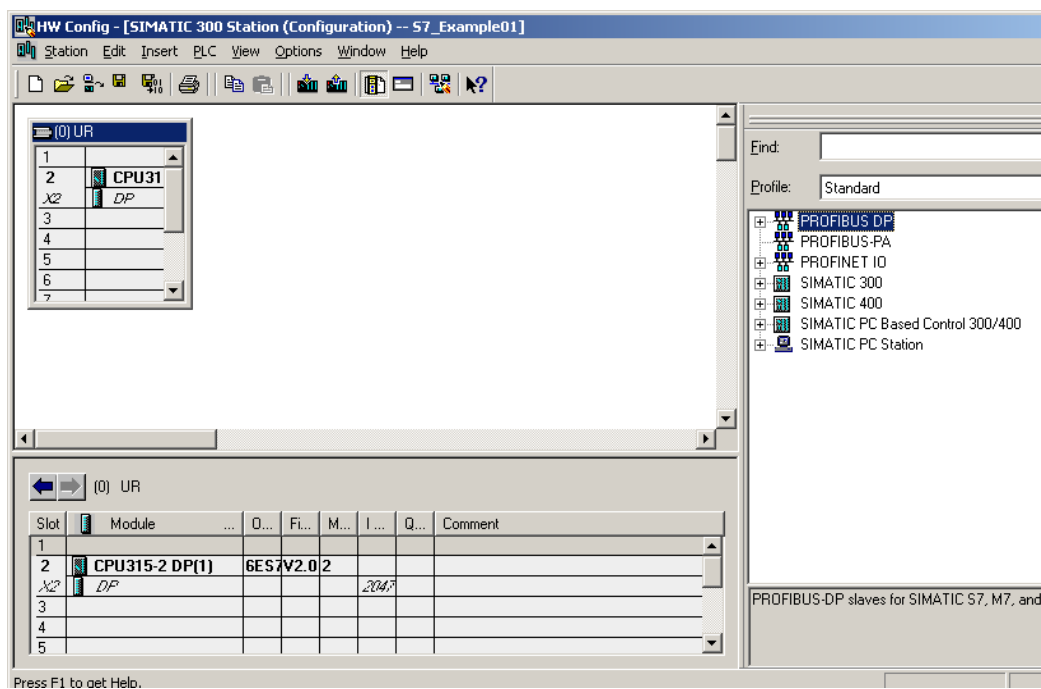 HW Config - [SIMATIC 300 Station (Configuration) -- S7_Example01]
Station Edit Insert PLC View Options Window Help
(0) UR
1
2 CPU31
X2 DP
3
4
5
6
7
Find:
Profile: Standard
PROFIBUS DP
PROFIBUS-PA
PROFINET IO
SIMATIC 300
SIMATIC 400
SIMATIC PC Based Control 300/400
SIMATIC PC Station
(0) UR
Slot Module ... O... Fi... M... I ... Q... Comment
1
2 CPU315-2 DP(1) 6ES7 V2.0 2
X2 DP 2047
3
4
5
PROFIBUS-DP slaves for SIMATIC S7, M7, and
Press F1 to get Help.